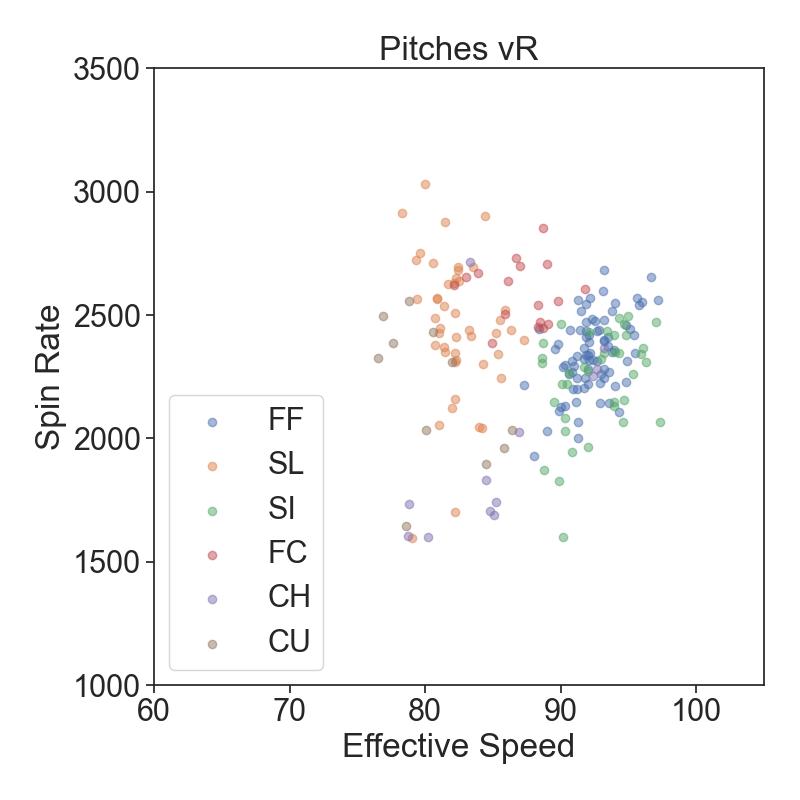 Pitches vR
3500
3000
2500
2000
1500
1000
Spin Rate
FF
SL
SI
FC
CH
CU
60 70 80 90 100
Effective Speed